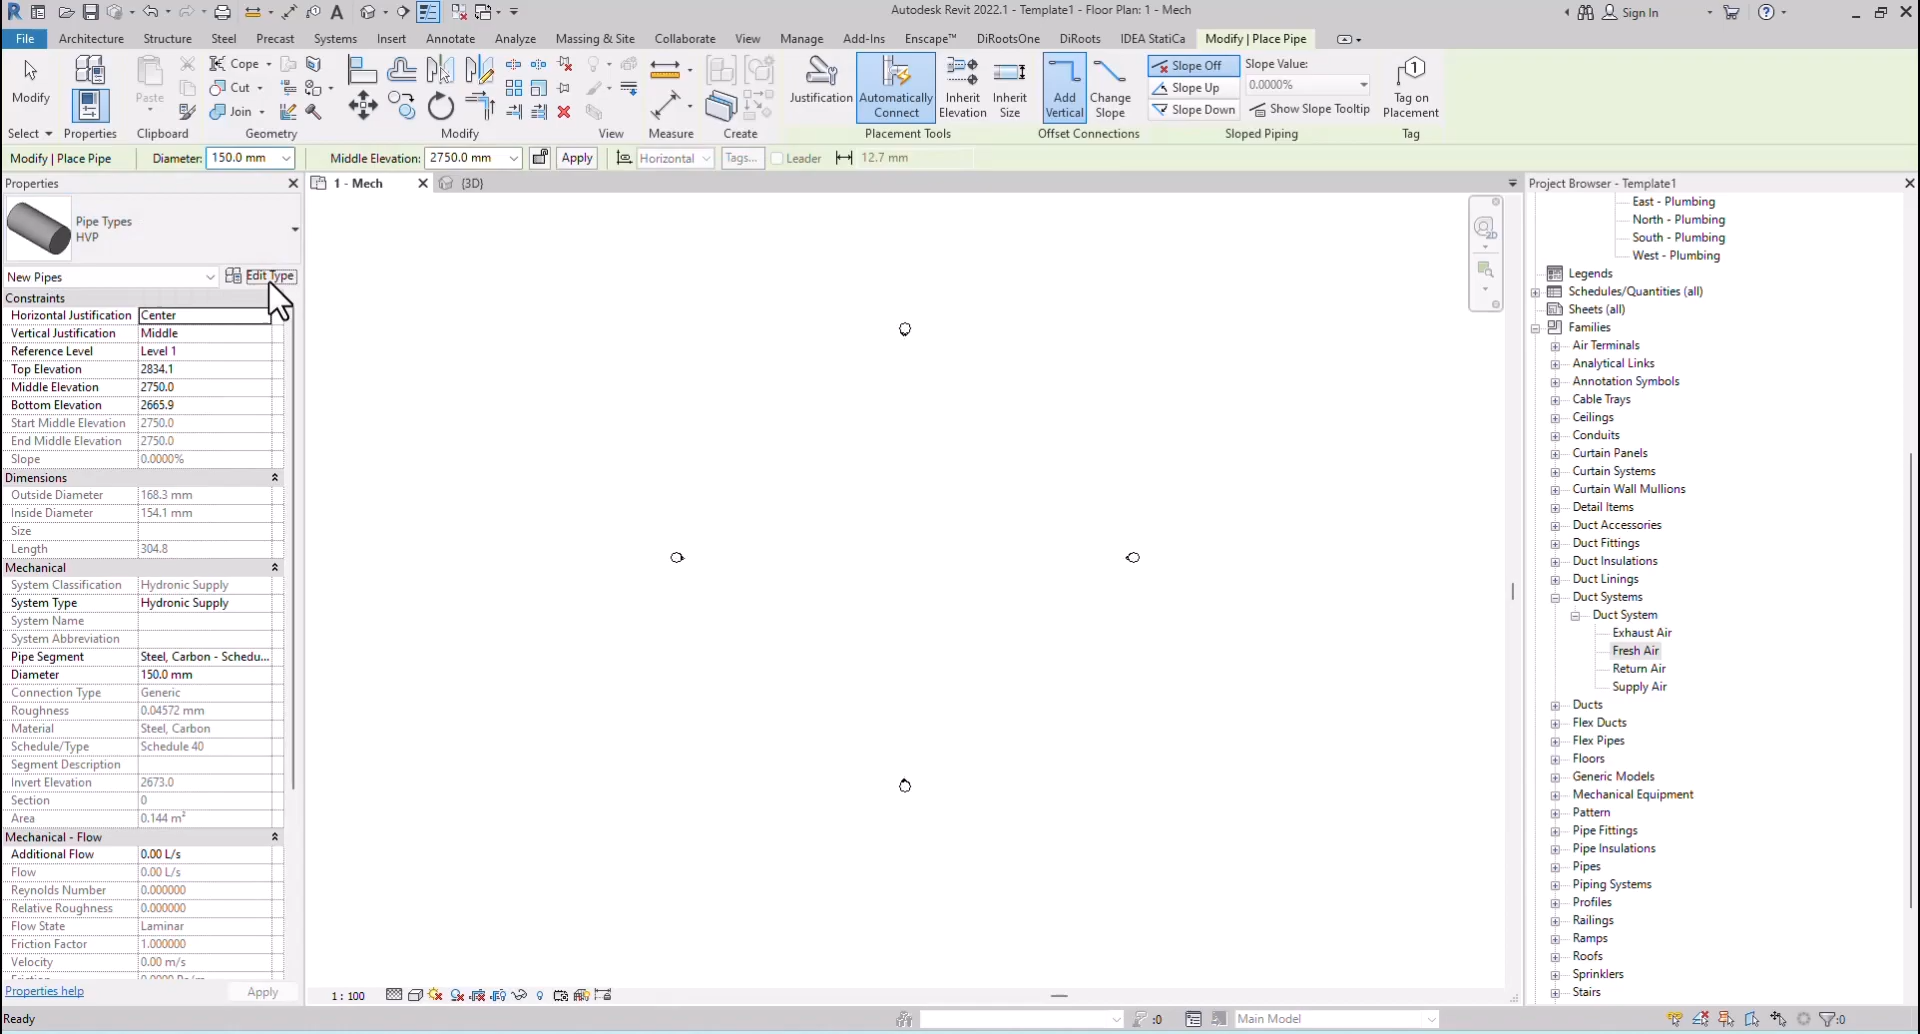 Autodesk Revit 2022.1 - Template1 - Floor Plan: 1 - Mech
Sign In
File Architecture Structure Steel Precast Systems Insert Annotate Analyze Massing & Site Collaborate View Manage Add-Ins Enscape™ DiRootsOne DiRoots IDEA StatiCa Modify | Place Pipe
Modify
Paste
Cope
Cut
Join
Justification
Automatically Connect
Inherit Elevation
Inherit Size
Add Vertical
Change Slope
Slope Off
Slope Up
Slope Down
Slope Value:
0.0000%
Show Slope Tooltip
Tag on Placement
Select Properties Clipboard Geometry Modify View Measure Create Placement Tools Offset Connections Sloped Piping Tag
Modify | Place Pipe Diameter: 150.0 mm Middle Elevation: 2750.0 mm Apply Horizontal Tags... Leader 12.7 mm
Properties
1 - Mech
{3D}
Pipe Types
HVP
New Pipes
Edit Type
Constraints
Horizontal Justification Center
Vertical Justification Middle
Reference Level Level 1
Top Elevation 2834.1
Middle Elevation 2750.0
Bottom Elevation 2665.9
Start Middle Elevation 2750.0
End Middle Elevation 2750.0
Slope 0.0000%
Dimensions
Outside Diameter 168.3 mm
Inside Diameter 154.1 mm
Size
Length 304.8
Mechanical
System Classification Hydronic Supply
System Type Hydronic Supply
System Name
System Abbreviation
Pipe Segment Steel, Carbon - Schedu...
Diameter 150.0 mm
Connection Type Generic
Roughness 0.04572 mm
Material Steel, Carbon
Schedule/Type Schedule 40
Segment Description
Invert Elevation 2673.0
Section 0
Area 0.144 m²
Mechanical - Flow
Additional Flow 0.00 L/s
Flow 0.00 L/s
Reynolds Number 0.000000
Relative Roughness 0.000000
Flow State Laminar
Friction Factor 1.000000
Velocity 0.00 m/s
Properties help
Apply
1 : 100
Project Browser - Template1
East - Plumbing
North - Plumbing
South - Plumbing
West - Plumbing
Legends
Schedules/Quantities (all)
Sheets (all)
Families
Air Terminals
Analytical Links
Annotation Symbols
Cable Trays
Ceilings
Conduits
Curtain Panels
Curtain Systems
Curtain Wall Mullions
Detail Items
Duct Accessories
Duct Fittings
Duct Insulations
Duct Linings
Duct Systems
Duct System
Exhaust Air
Fresh Air
Return Air
Supply Air
Ducts
Flex Ducts
Flex Pipes
Floors
Generic Models
Mechanical Equipment
Pattern
Pipe Fittings
Pipe Insulations
Pipes
Piping Systems
Profiles
Railings
Ramps
Roofs
Sprinklers
Stairs
Ready
:0
Main Model
:0